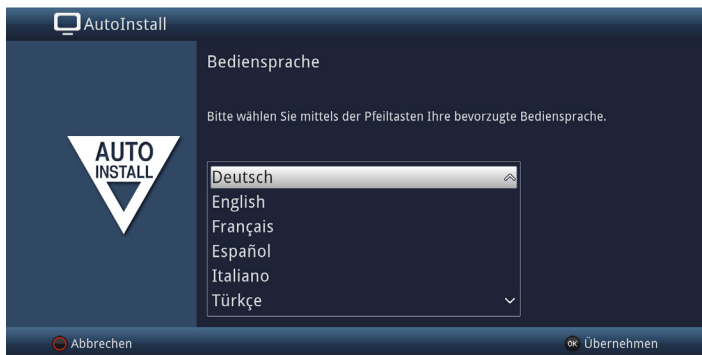 AutoInstall
Bediensprache
Bitte wählen Sie mittels der Pfeiltasten Ihre bevorzugte Bediensprache.
AUTO
INSTALL
Deutsch
English
Français
Español
Italiano
Türkçe
Abbrechen
OK Übernehmen